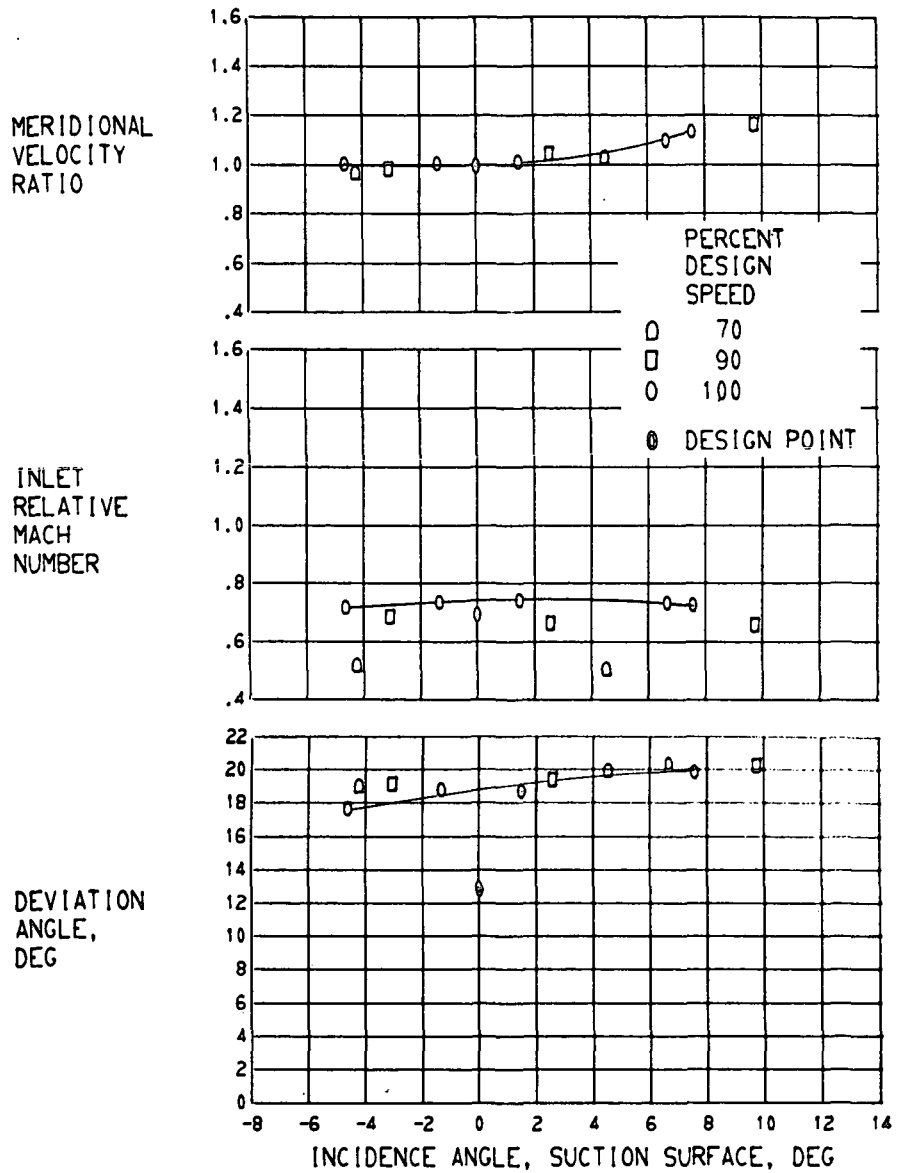 1.6
1.4
1.2
1.0
.8
.6
.4
MERIDIONAL
VELOCITY
RATIO
PERCENT
DESIGN
SPEED
70
90
100
DESIGN POINT
1.6
1.4
1.2
1.0
.8
.6
.4
INLET
RELATIVE
MACH
NUMBER
22
20
18
16
14
12
10
8
6
4
2
0
DEVIATION
ANGLE,
DEG
-8 -6 -4 -2 0 2 4 6 8 10 12 14
INCIDENCE ANGLE, SUCTION SURFACE, DEG